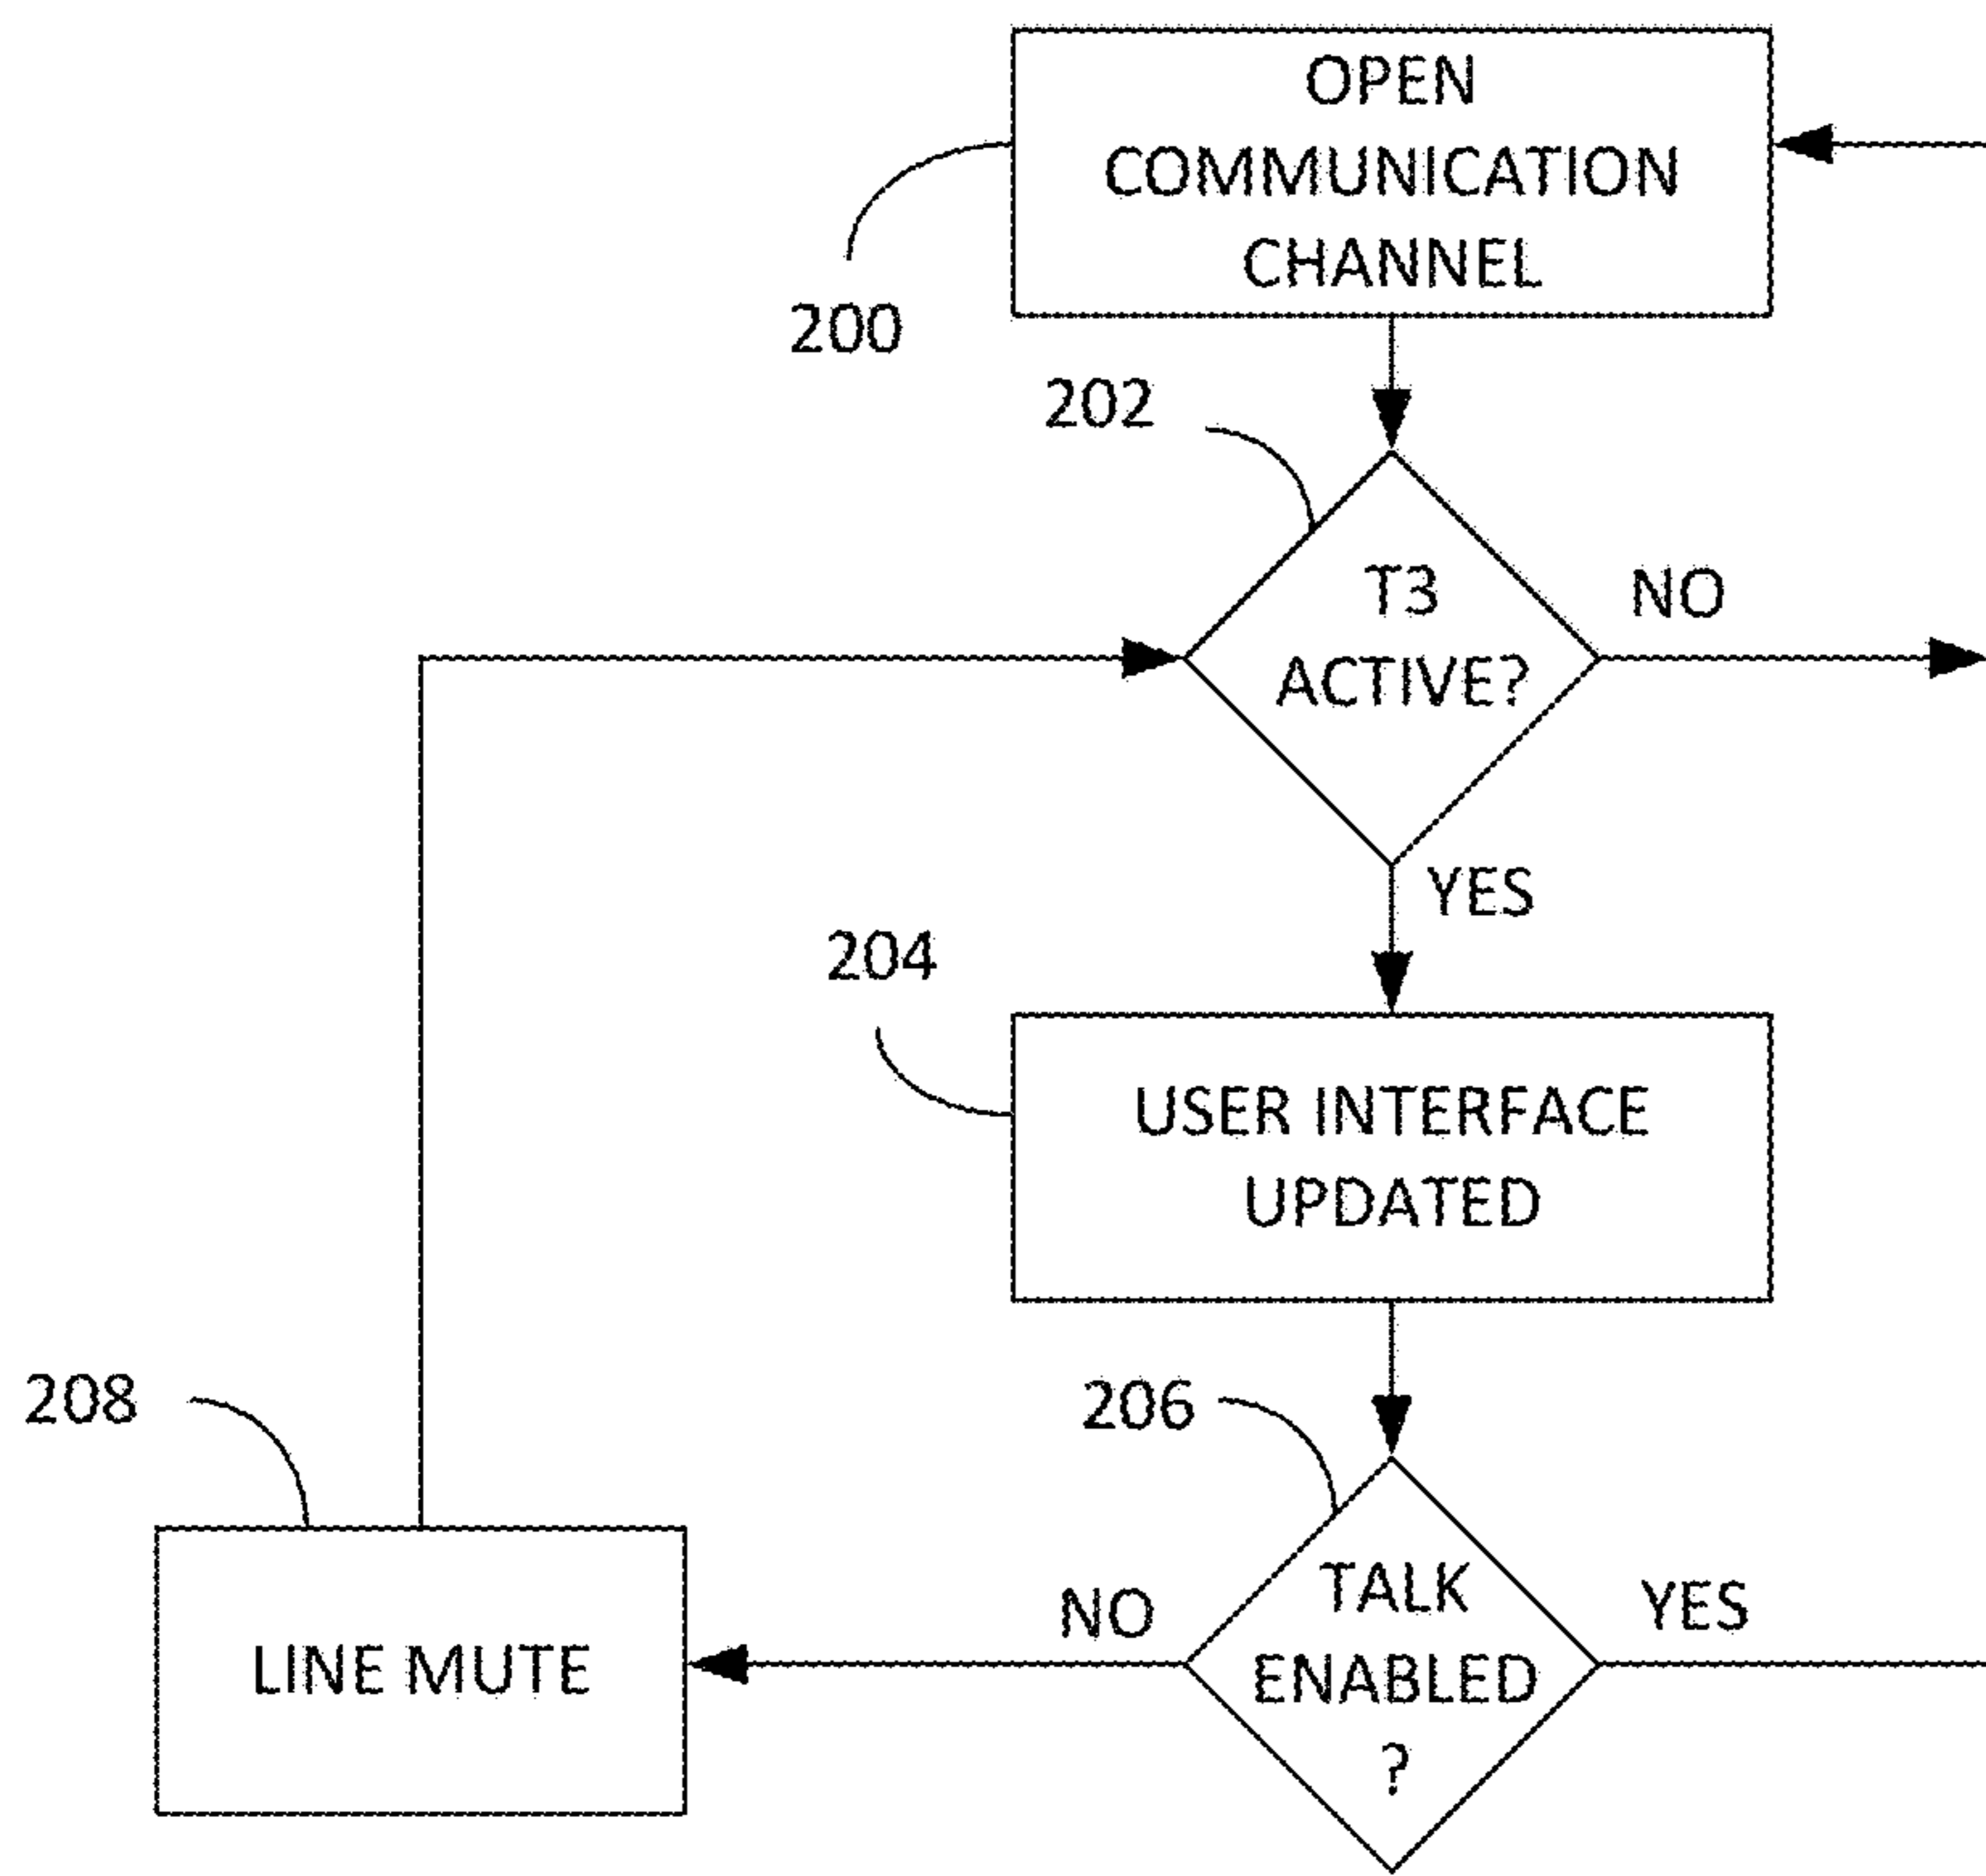 OPEN
COMMUNICATION
CHANNEL
200
202
T3
ACTIVE?
NO
YES
204
USER INTERFACE
UPDATED
208
206
LINE MUTE
NO
TALK
ENABLED
?
YES